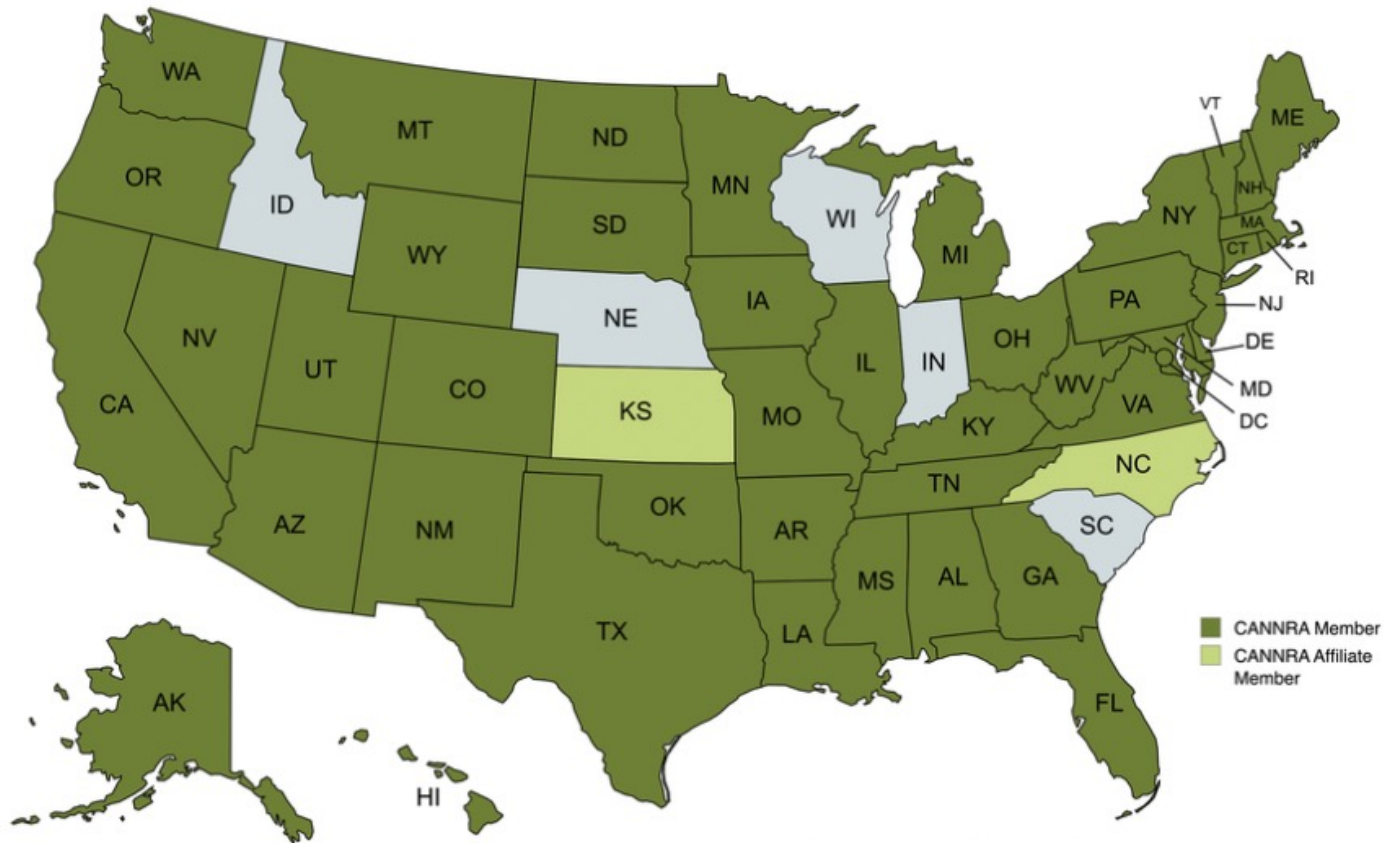 WA
MT
ND
MN
VT
ME
OR
ID
SD
WI
NY
NH
MA
CT
RI
WY
MI
IA
NE
PA
NJ
NV
UT
CO
IL
IN
OH
DE
MD
DC
CA
KS
MO
WV
VA
KY
NC
TN
AZ
NM
OK
AR
SC
MS
AL
GA
TX
LA
CANNRA Member
CANNRA Affiliate
Member
AK
FL
HI